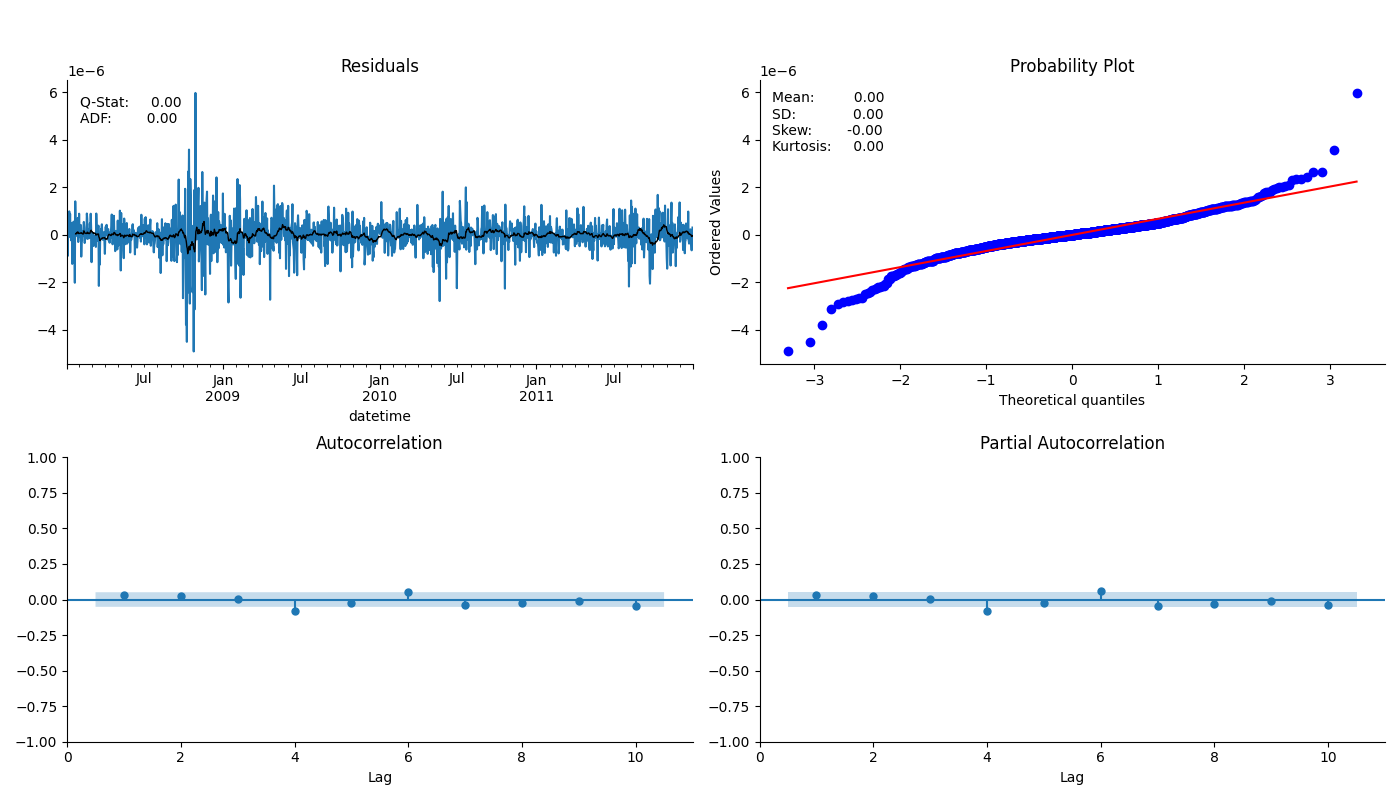 Residuals
1e−6
Q-Stat: 0.00
ADF: 0.00
6
4
2
0
−2
−4
Jul
Jan
2009
Jul
Jan
2010
Jul
Jan
2011
Jul
datetime
Probability Plot
1e−6
Mean: 0.00
SD: 0.00
Skew: -0.00
Kurtosis: 0.00
Ordered Values
6
4
2
0
−2
−4
−3 −2 −1 0 1 2 3
Theoretical quantiles
Autocorrelation
1.00
0.75
0.50
0.25
0.00
−0.25
−0.50
−0.75
−1.00
0 2 4 6 8 10
Lag
Partial Autocorrelation
1.00
0.75
0.50
0.25
0.00
−0.25
−0.50
−0.75
−1.00
0 2 4 6 8 10
Lag